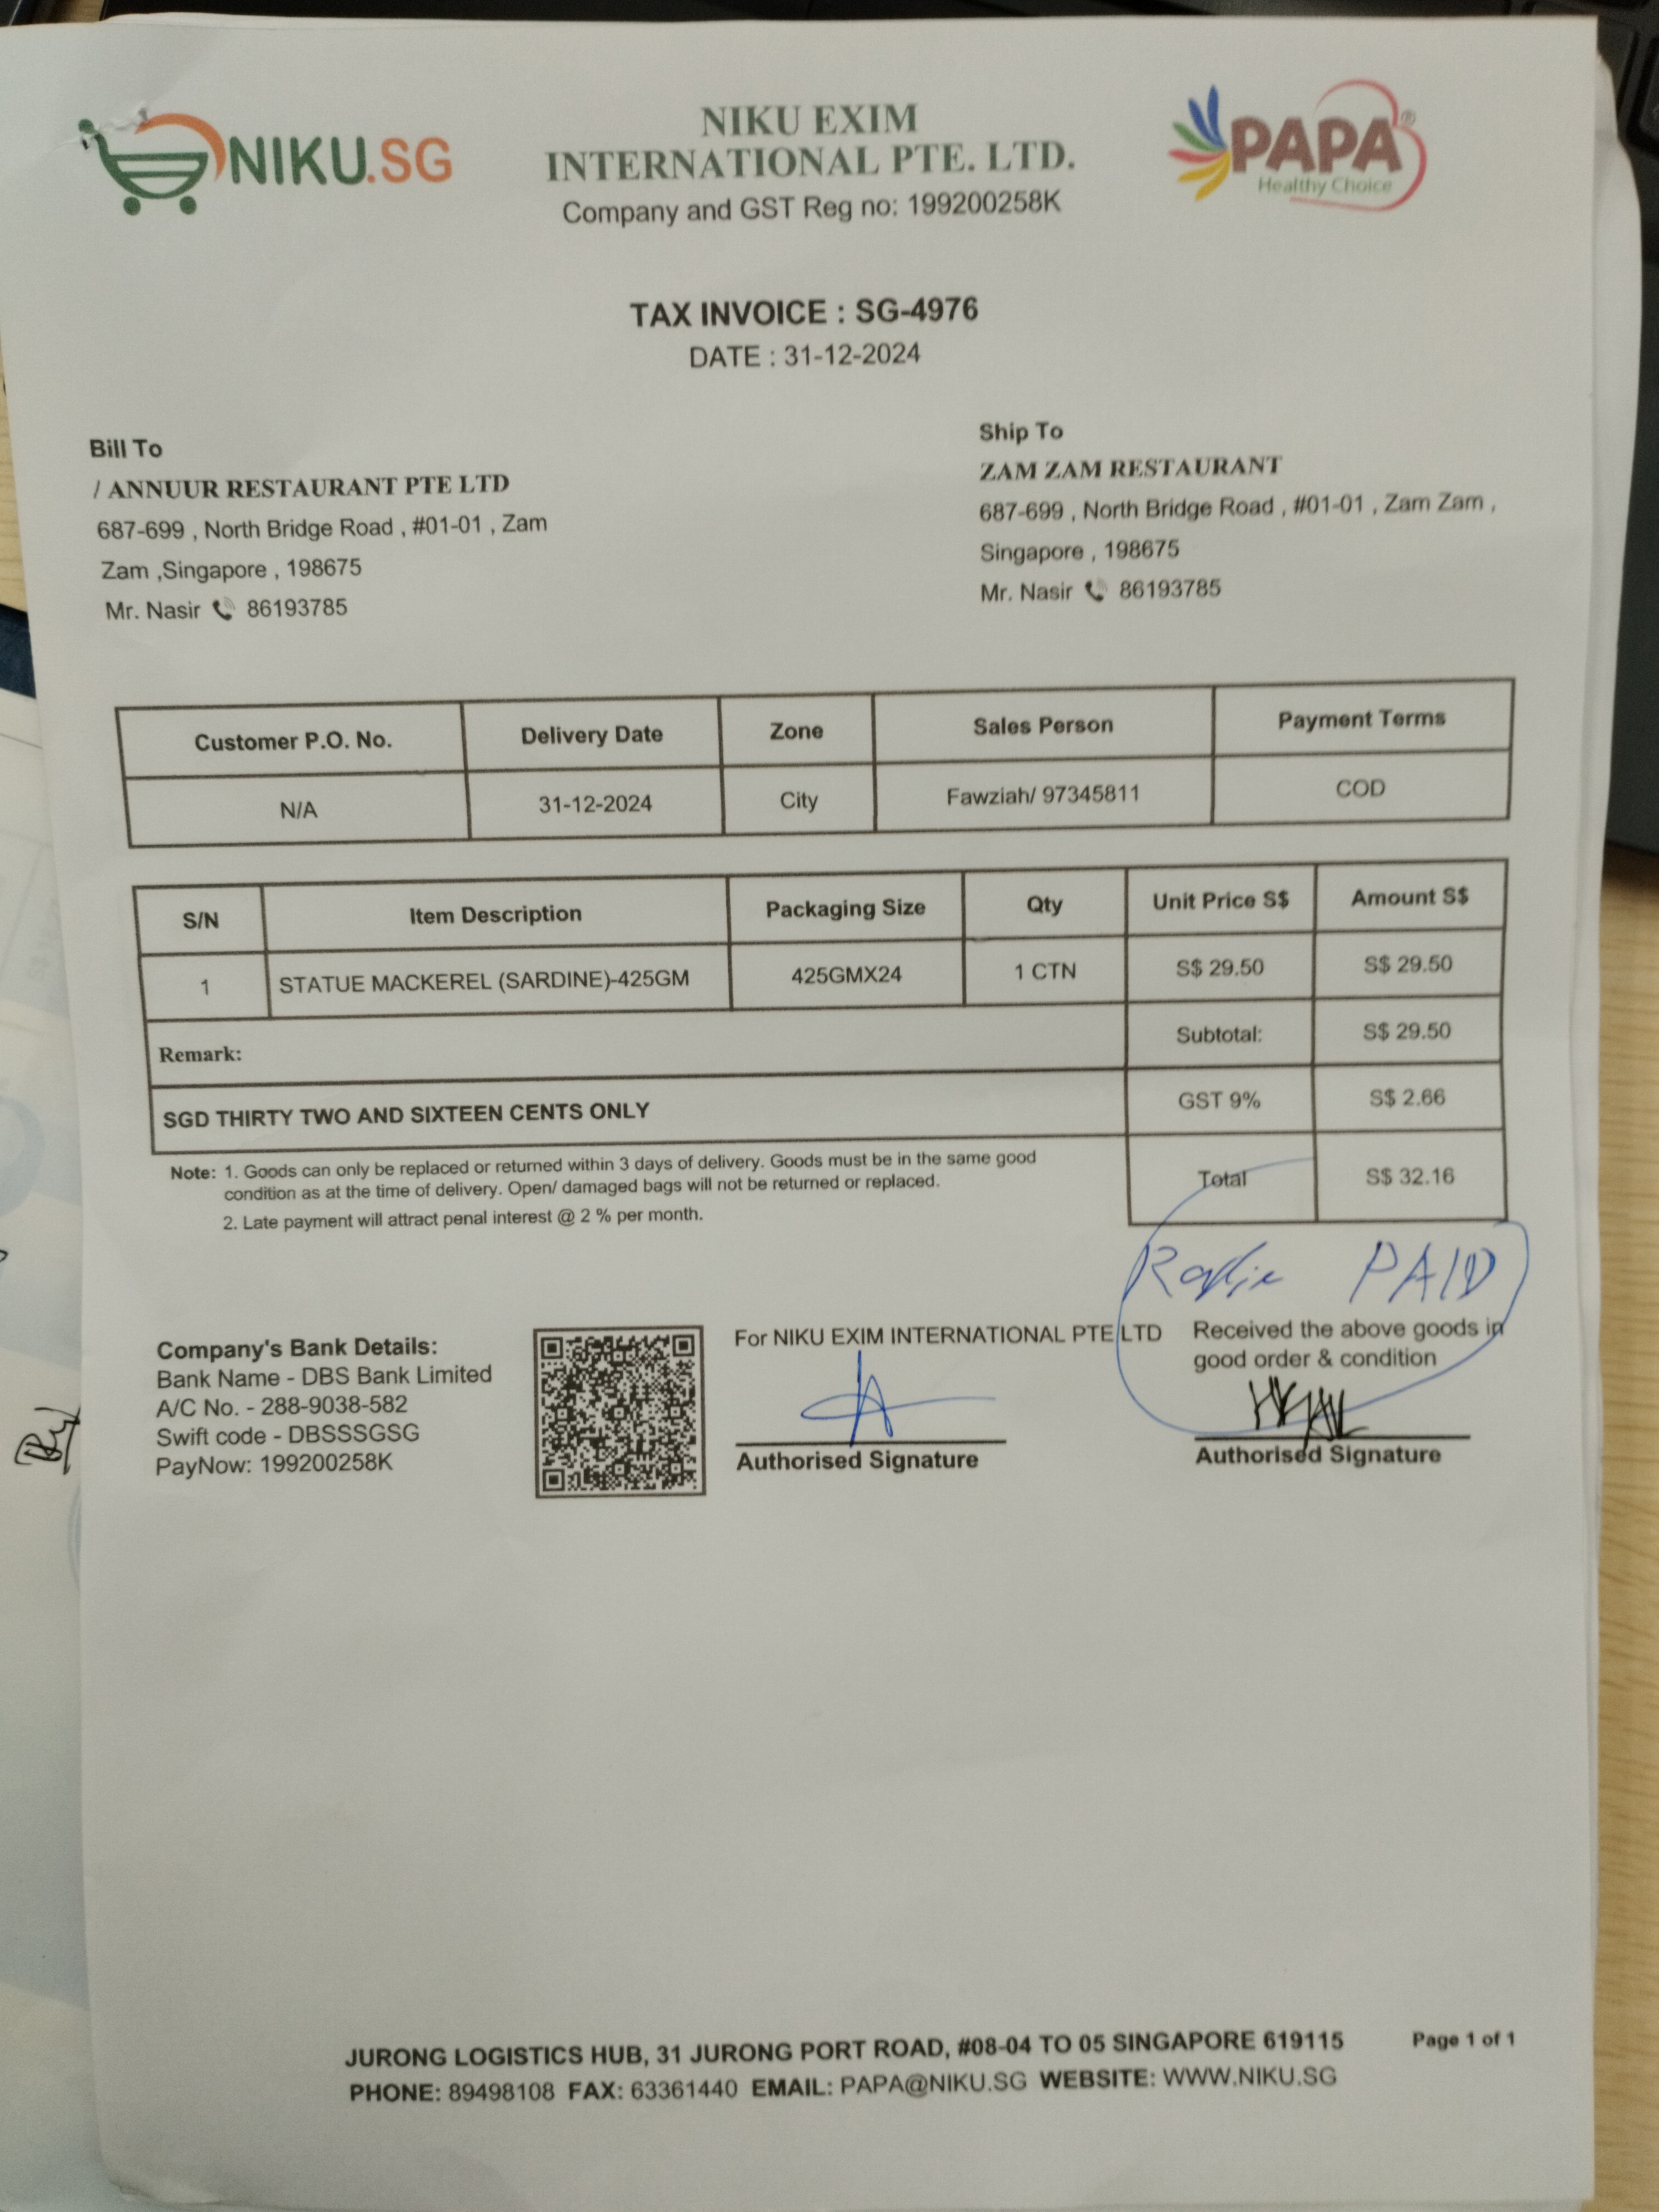 NIKU.SG
NIKU EXIM
INTERNATIONAL PTE. LTD.
Company and GST Reg no: 199200258K
PAPA®
Healthy Choice
TAX INVOICE : SG-4976
DATE : 31-12-2024
Bill To
/ ANNUUR RESTAURANT PTE LTD
687-699 , North Bridge Road , #01-01 , Zam
Zam ,Singapore , 198675
Mr. Nasir 86193785
Ship To
ZAM ZAM RESTAURANT
687-699 , North Bridge Road , #01-01 , Zam Zam ,
Singapore , 198675
Mr. Nasir 86193785
Customer P.O. No. Delivery Date Zone Sales Person Payment Terms
N/A 31-12-2024 City Fawziah/ 97345811 COD
S/N Item Description Packaging Size Qty Unit Price S$ Amount S$
1 STATUE MACKEREL (SARDINE)-425GM 425GMX24 1 CTN S$ 29.50 S$ 29.50
Remark: Subtotal: S$ 29.50
SGD THIRTY TWO AND SIXTEEN CENTS ONLY GST 9% S$ 2.66
Total S$ 32.16
Note: 1. Goods can only be replaced or returned within 3 days of delivery. Goods must be in the same good
condition as at the time of delivery. Open/ damaged bags will not be returned or replaced.
2. Late payment will attract penal interest @ 2 % per month.
PAID
Company's Bank Details:
Bank Name - DBS Bank Limited
A/C No. - 288-9038-582
Swift code - DBSSSGSG
PayNow: 199200258K
For NIKU EXIM INTERNATIONAL PTE LTD
Authorised Signature
Received the above goods in
good order & condition
Authorised Signature
JURONG LOGISTICS HUB, 31 JURONG PORT ROAD, #08-04 TO 05 SINGAPORE 619115
Page 1 of 1
PHONE: 89498108 FAX: 63361440 EMAIL: PAPA@NIKU.SG WEBSITE: WWW.NIKU.SG